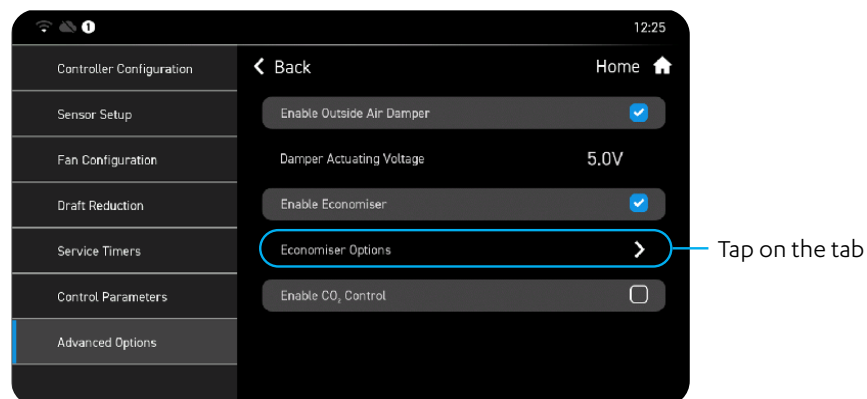 1 12:25
Controller Configuration
Back Home
Sensor Setup
Enable Outside Air Damper
Fan Configuration
Damper Actuating Voltage 5.0V
Draft Reduction
Enable Economiser
Service Timers
Economiser Options
Tap on the tab
Control Parameters
Enable CO₂ Control
Advanced Options